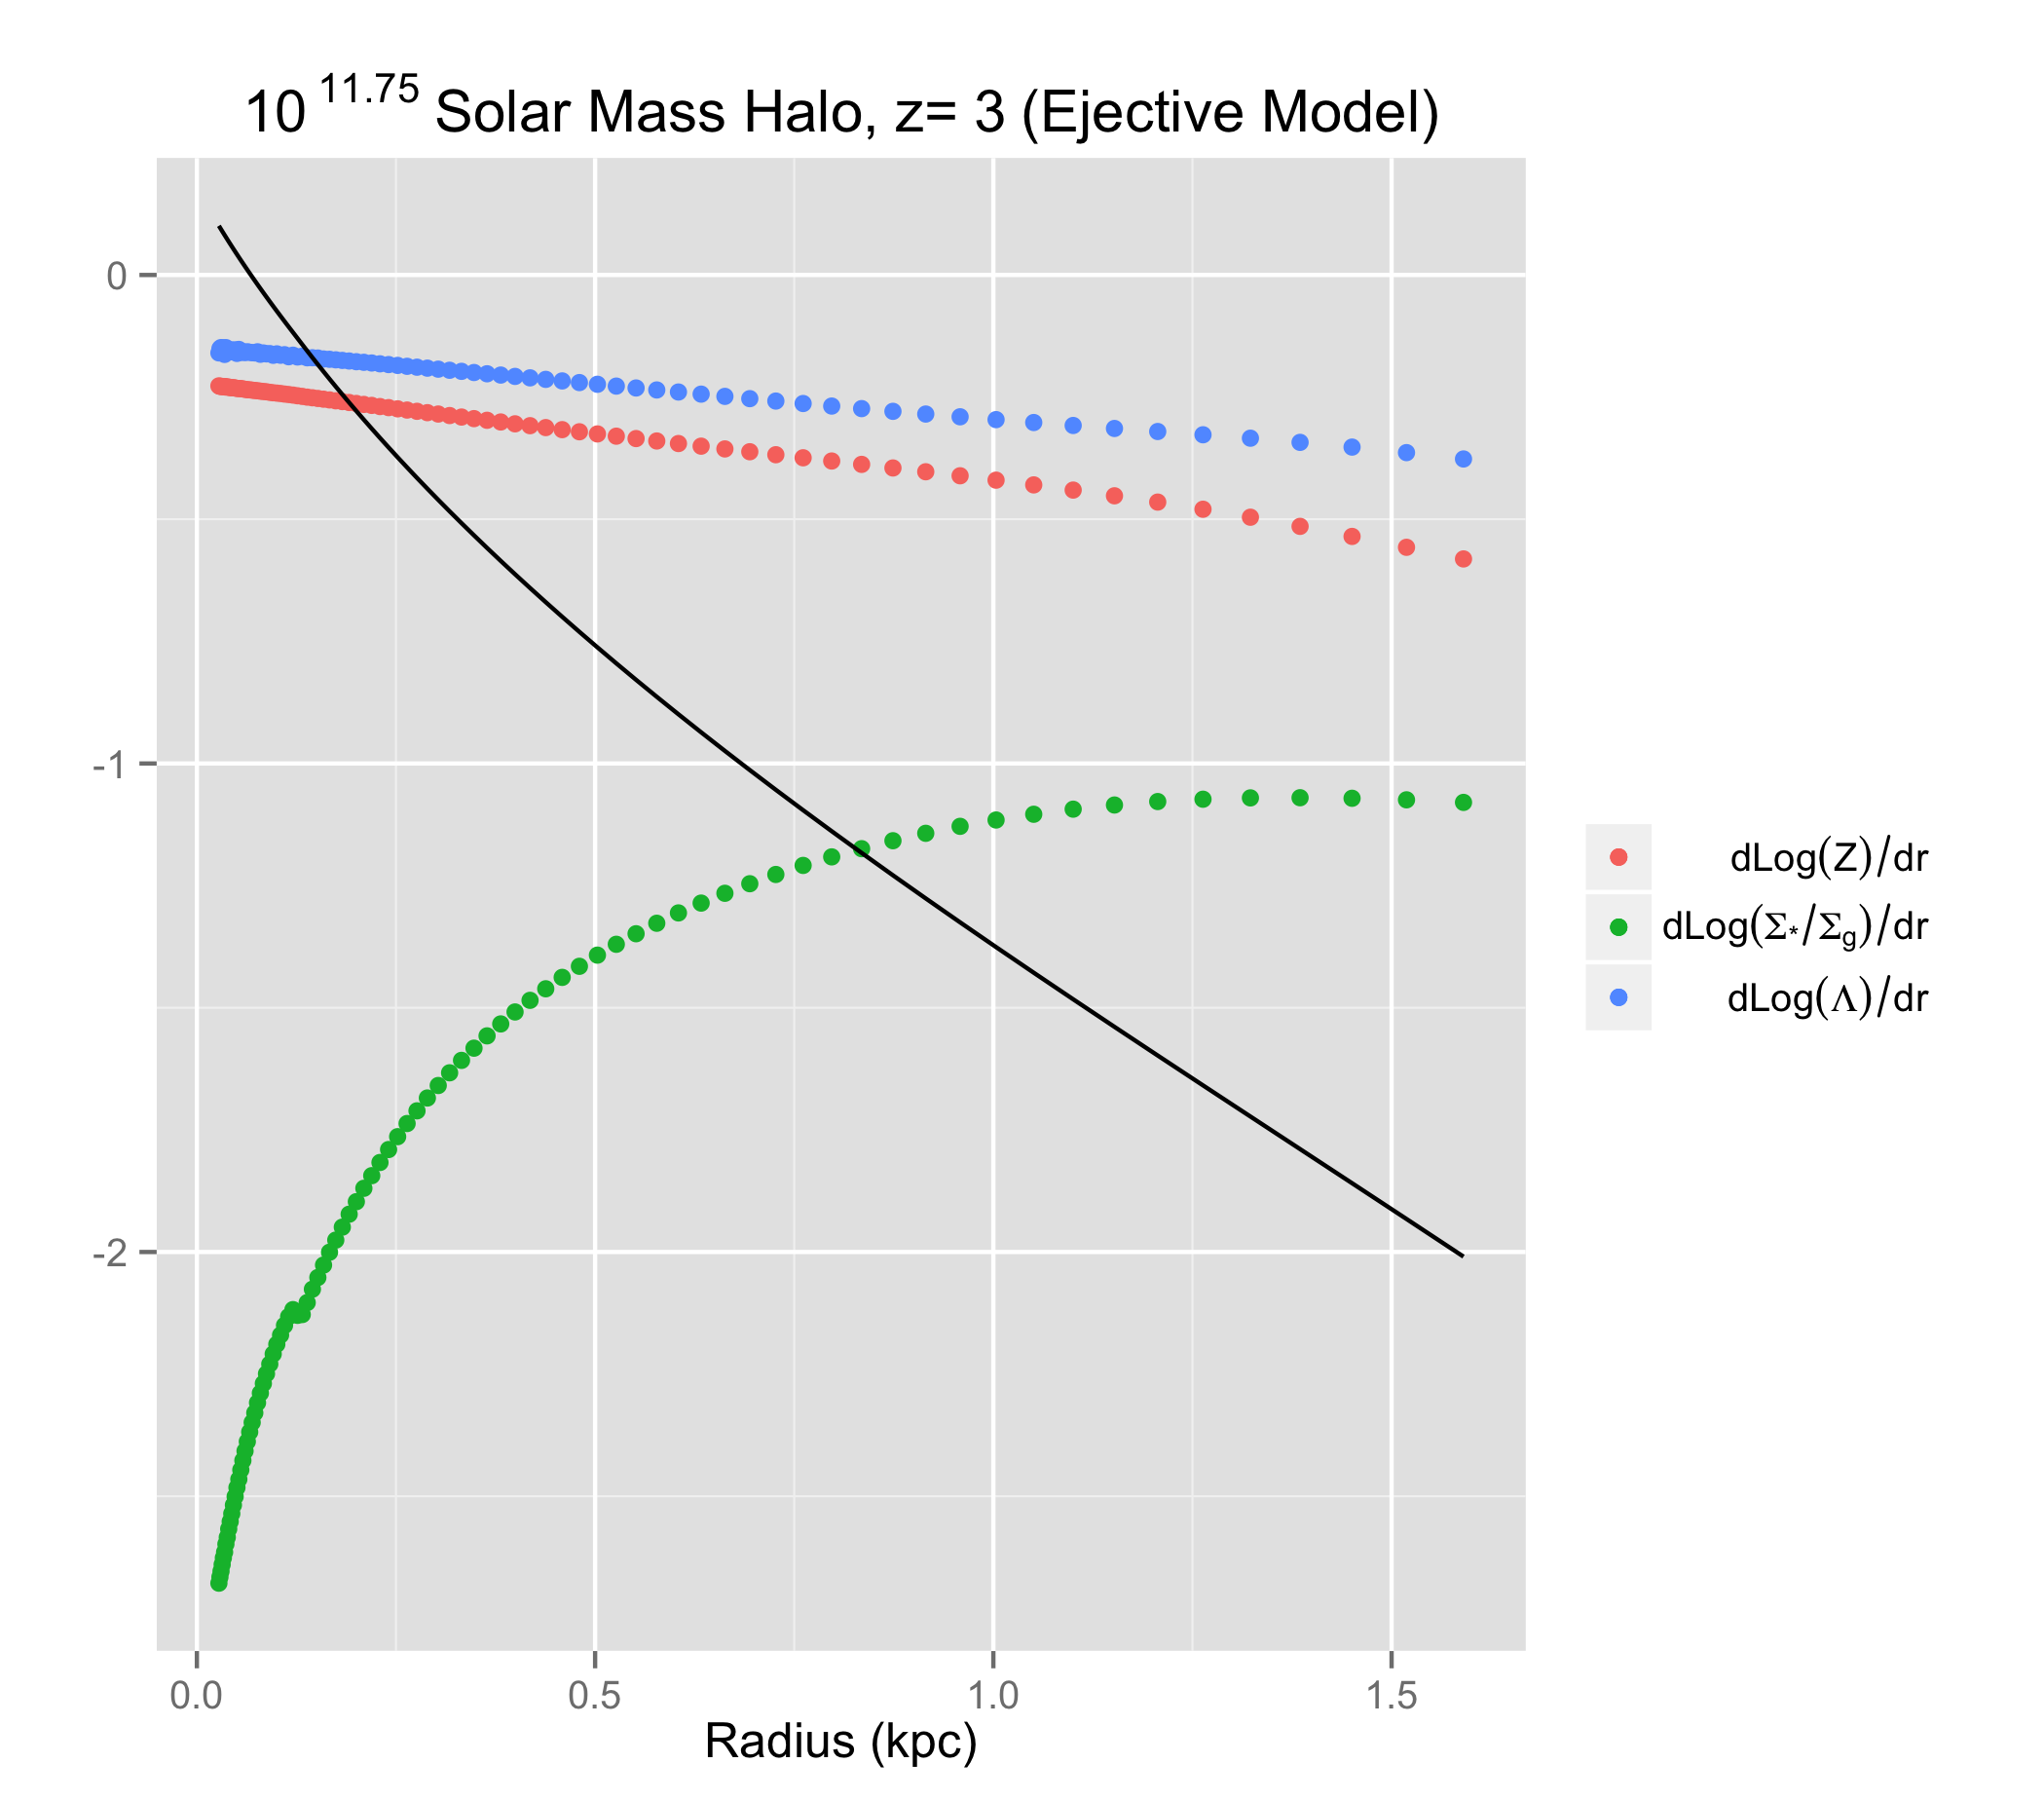 10^11.75 Solar Mass Halo, z= 3 (Ejective Model)
0
-1
-2
0.0 0.5 1.0 1.5
Radius (kpc)
dLog(Z)/dr
dLog(Σ*/Σg)/dr
dLog(Λ)/dr